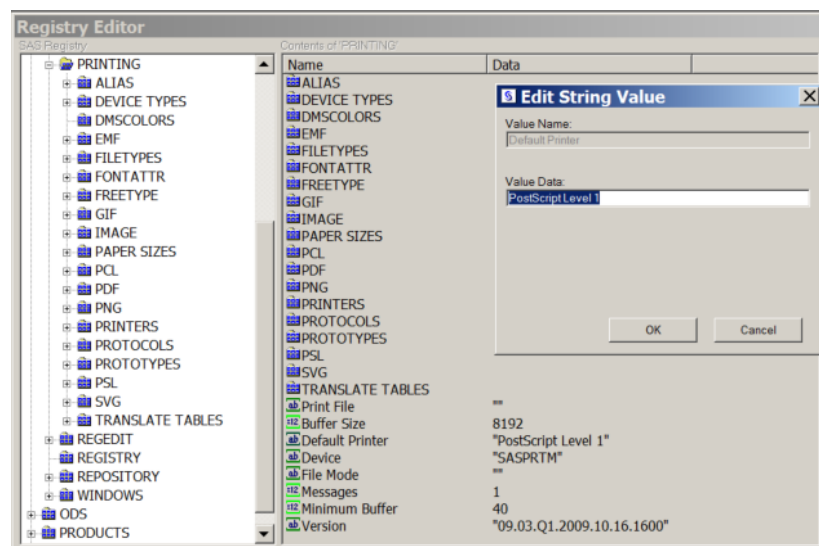 Registry Editor
SAS Registry
Contents of 'PRINTING'
PRINTING
ALIAS
DEVICE TYPES
DMSCOLORS
EMF
FILETYPES
FONTATTR
FREETYPE
GIF
IMAGE
PAPER SIZES
PCL
PDF
PNG
PRINTERS
PROTOCOLS
PROTOTYPES
PSL
SVG
TRANSLATE TABLES
REGEDIT
REGISTRY
REPOSITORY
WINDOWS
ODS
PRODUCTS
Name Data
ALIAS
DEVICE TYPES
DMSCOLORS
EMF
FILETYPES
FONTATTR
FREETYPE
GIF
IMAGE
PAPER SIZES
PCL
PDF
PNG
PRINTERS
PROTOCOLS
PROTOTYPES
PSL
SVG
TRANSLATE TABLES
Print File ""
Buffer Size 8192
Default Printer "PostScript Level 1"
Device "SASPRTM"
File Mode ""
Messages 1
Minimum Buffer 40
Version "09.03.Q1.2009.10.16.1600"
Edit String Value
Value Name:
Default Printer
Value Data:
PostScript Level 1
OK Cancel